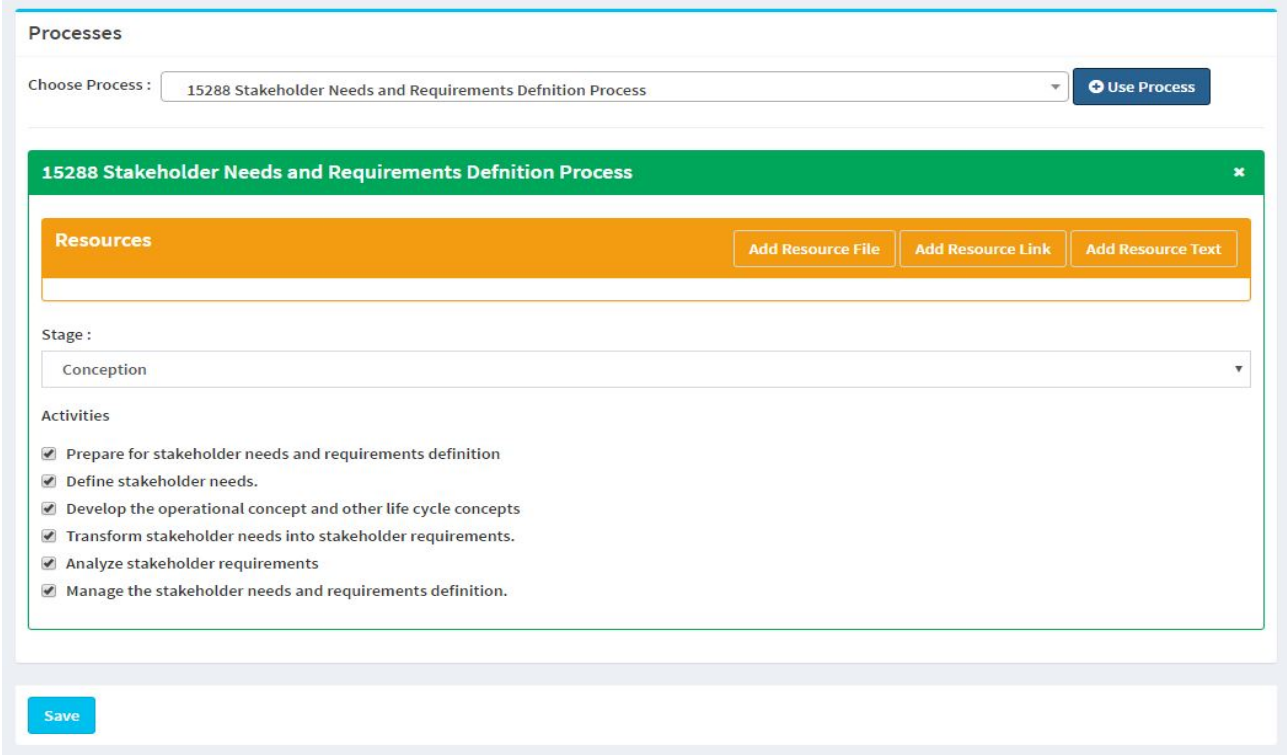 Processes
Choose Process : 15288 Stakeholder Needs and Requirements Defnition Process Use Process
15288 Stakeholder Needs and Requirements Defnition Process
Resources Add Resource File Add Resource Link Add Resource Text
Stage :
Conception
Activities
Prepare for stakeholder needs and requirements definition
Define stakeholder needs.
Develop the operational concept and other life cycle concepts
Transform stakeholder needs into stakeholder requirements.
Analyze stakeholder requirements
Manage the stakeholder needs and requirements definition.
Save